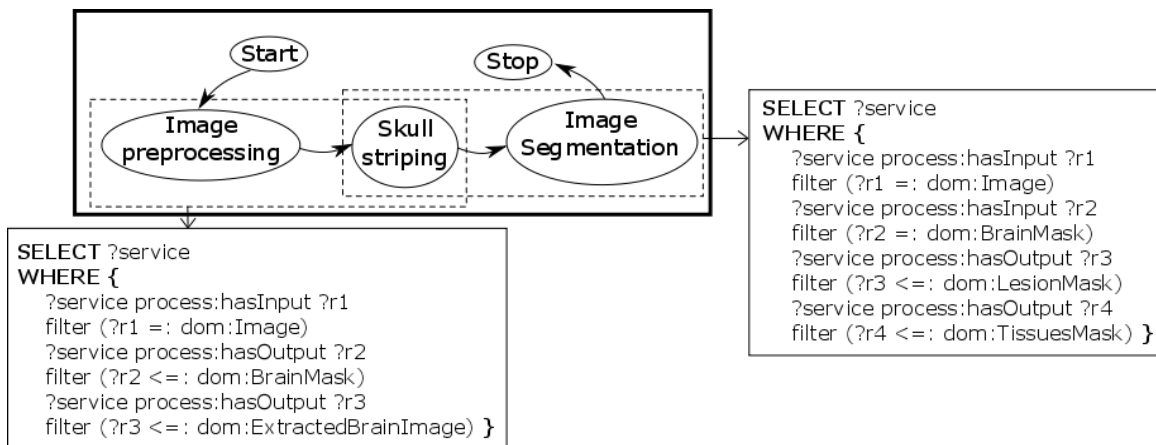 Start
Stop
Image
preprocessing
Skull
striping
Image
Segmentation
SELECT ?service
WHERE {
?service process:hasInput ?r1
filter (?r1 =: dom:Image)
?service process:hasInput ?r2
filter (?r2 =: dom:BrainMask)
?service process:hasOutput ?r3
filter (?r3 <=: dom:LesionMask)
?service process:hasOutput ?r4
filter (?r4 <=: dom:TissuesMask) }
SELECT ?service
WHERE {
?service process:hasInput ?r1
filter (?r1 =: dom:Image)
?service process:hasOutput ?r2
filter (?r2 <=: dom:BrainMask)
?service process:hasOutput ?r3
filter (?r3 <=: dom:ExtractedBrainImage) }